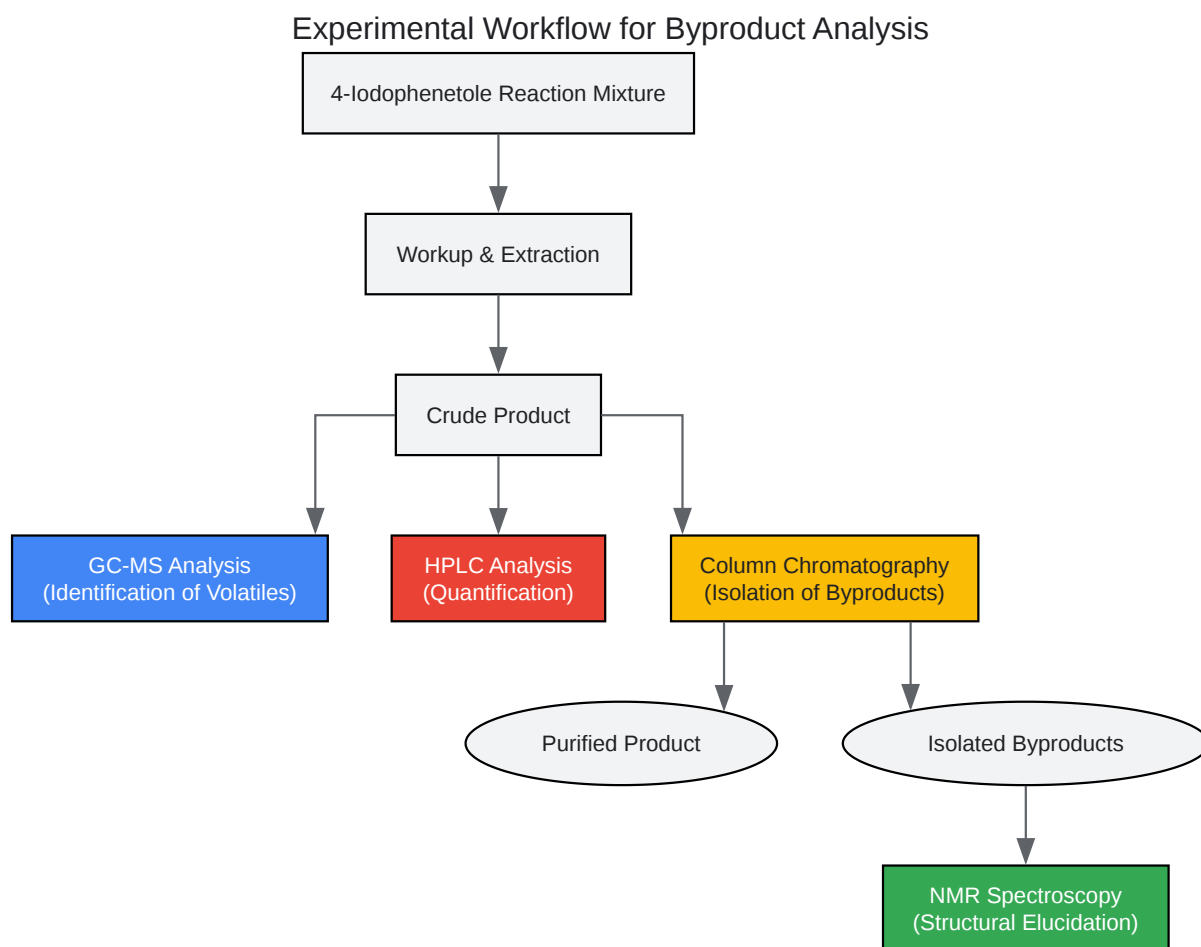 Experimental Workflow for Byproduct Analysis
4-Iodophenetole Reaction Mixture
Workup & Extraction
Crude Product
GC-MS Analysis
(Identification of Volatiles)
HPLC Analysis
(Quantification)
Column Chromatography
(Isolation of Byproducts)
Purified Product
Isolated Byproducts
NMR Spectroscopy
(Structural Elucidation)